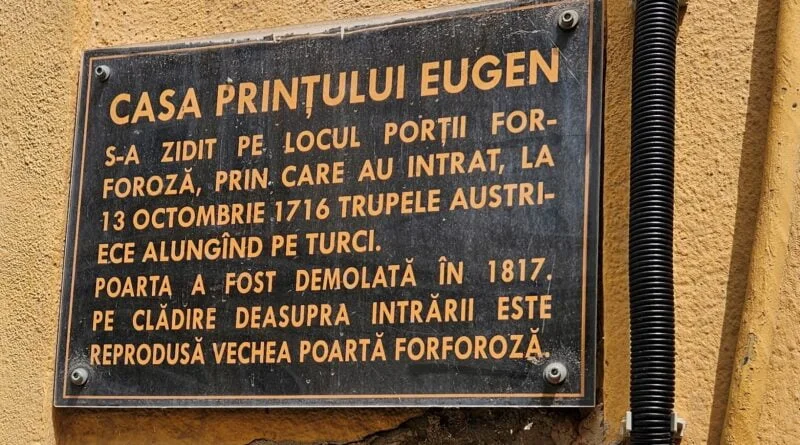 CASA PRINȚULUI EUGEN
S-A ZIDIT PE LOCUL PORȚII FOR-
FOROZĂ, PRIN CARE AU INTRAT, LA
13 OCTOMBRIE 1716 TRUPELE AUSTRI-
ECE ALUNGÎND PE TURCI.
POARTA A FOST DEMOLATĂ ÎN 1817.
PE CLĂDIRE DEASUPRA INTRĂRII ESTE
REPRODUSĂ VECHEA POARTĂ FORFOROZĂ.